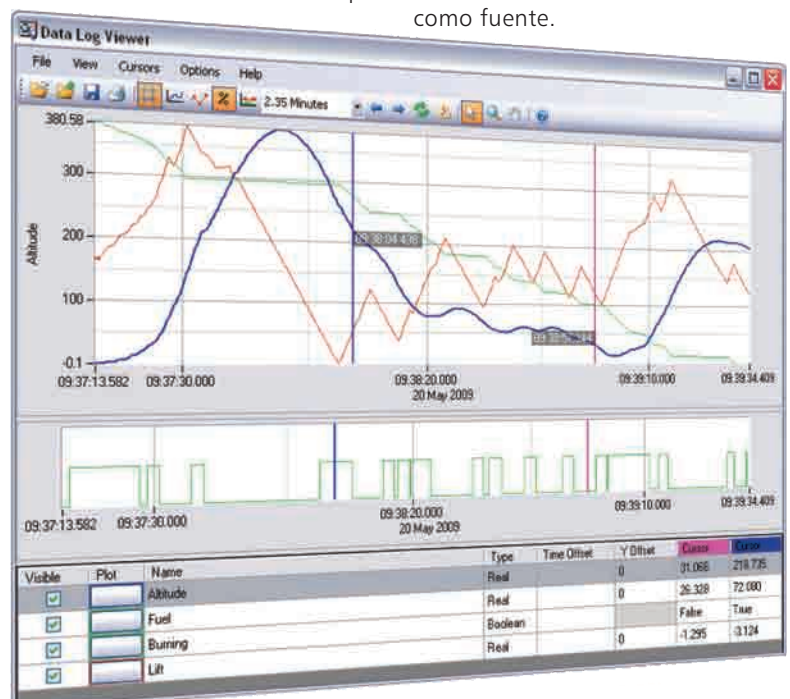 como fuente.
Data Log Viewer
File View Cursors Options Help
2.35 Minutes
380.58
300
200
100
-0.1
Altitude
09:38:04.438
09:37:13.582 09:37:30.000 09:38:20.000 09:39:10.000 09:39:34.409
20 May 2009
09:37:13.582 09:37:30.000 09:38:20.000 09:39:10.000 09:39:34.409
20 May 2009
Visible Plot Name Type Time Offset Y Offset Cursor Cursor
Altitude Real 0 31.066 218.735
Fuel Real 0 26.328 72.080
Burning Boolean False True
Lift Real 0 -1.295 -3.124